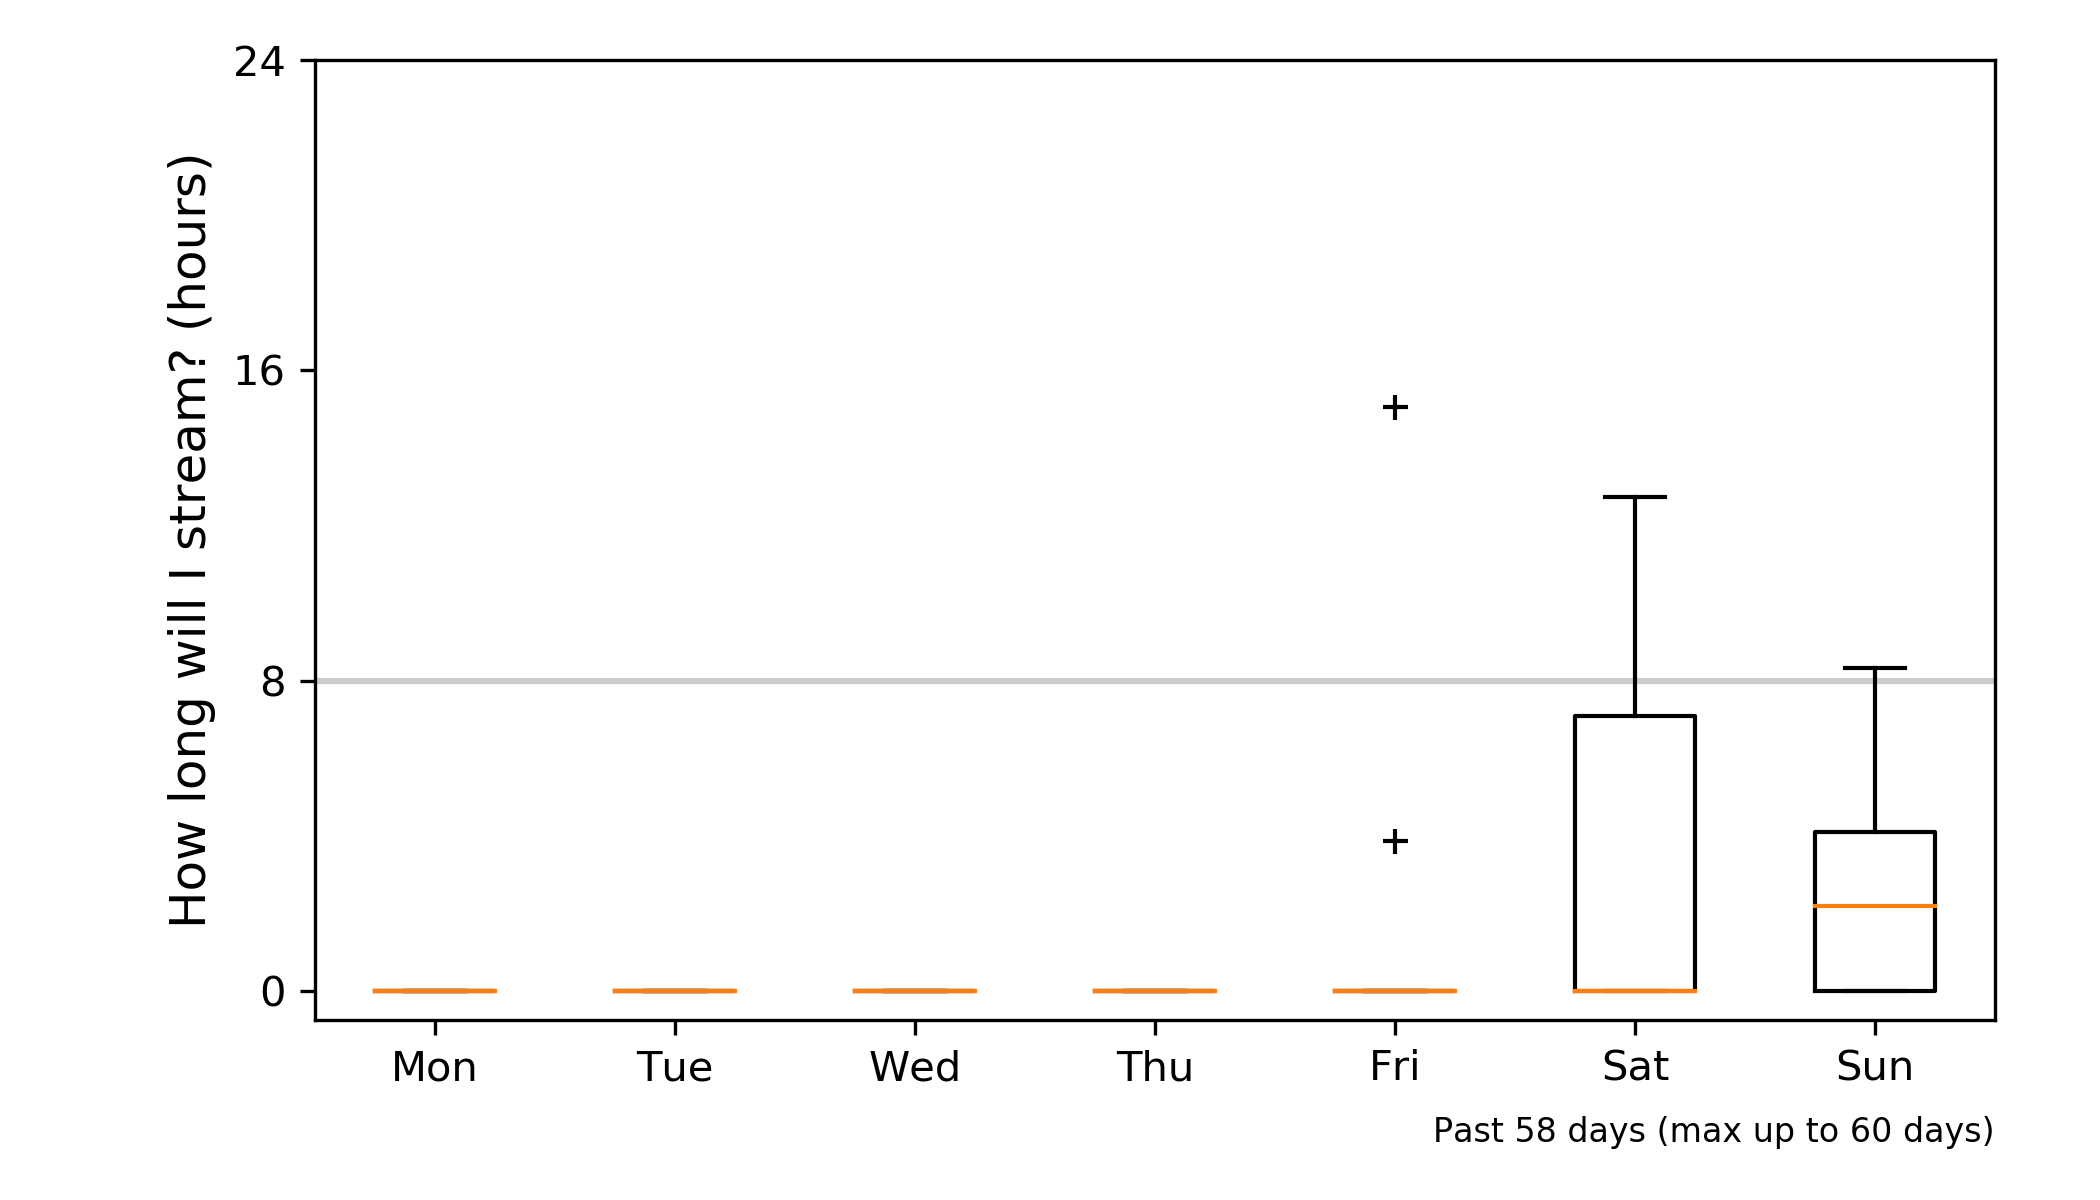 How long will I stream? (hours)
24
16
8
0
Mon Tue Wed Thu Fri Sat Sun
Past 58 days (max up to 60 days)